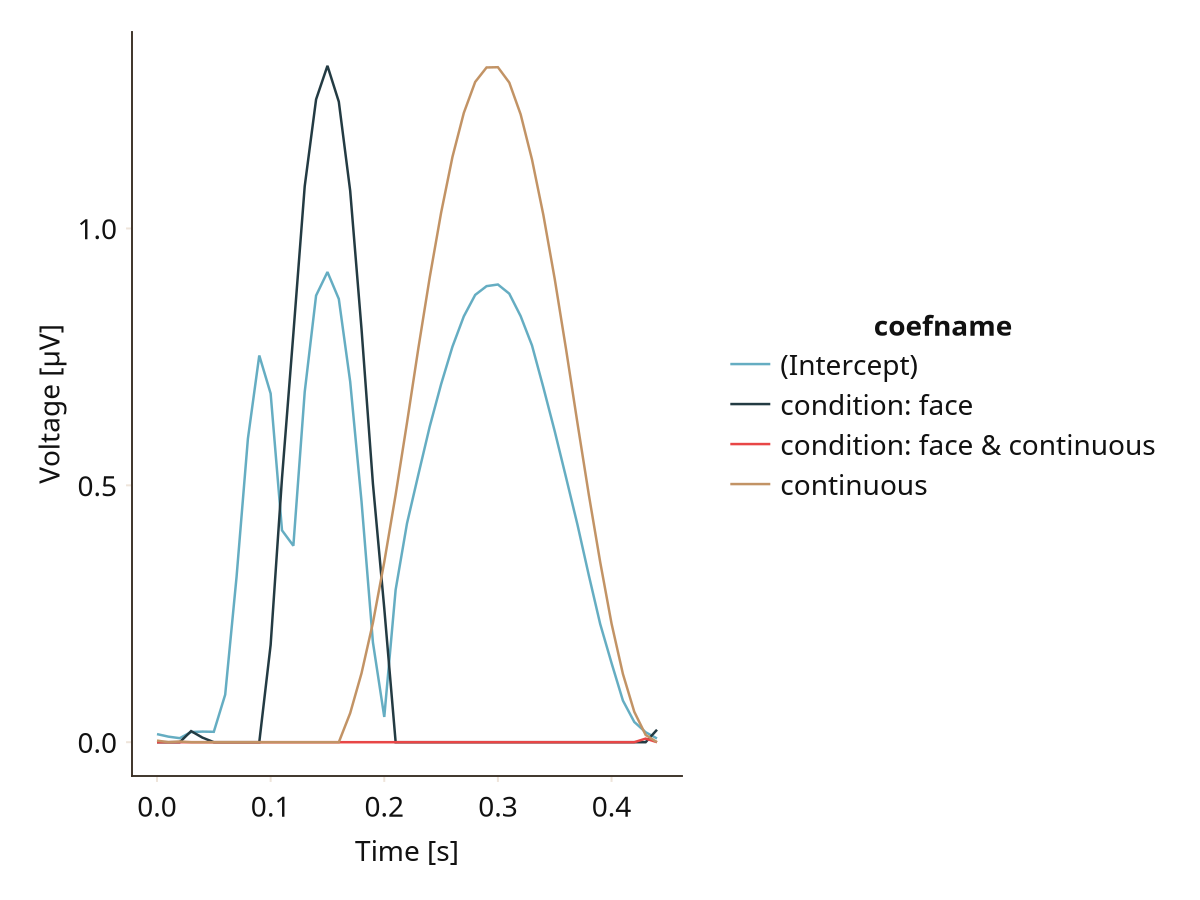 1.0
0.5
0.0
Voltage [µV]
0.0 0.1 0.2 0.3 0.4
Time [s]
coefname
(Intercept)
condition: face
condition: face & continuous
continuous